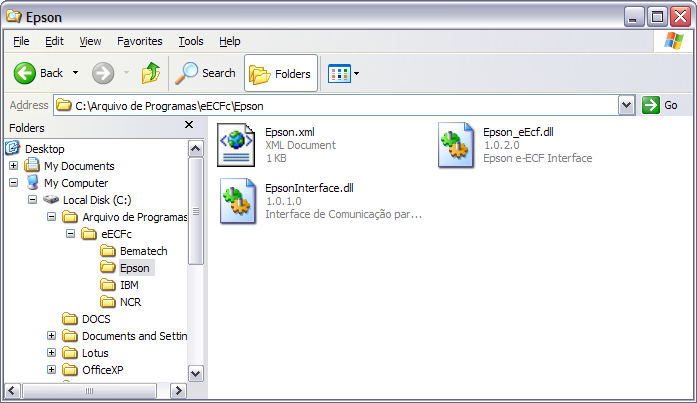 Epson
File Edit View Favorites Tools Help
Back Search Folders
Address C:\Arquivo de Programas\eECFc\Epson Go
Folders
Desktop
My Documents
My Computer
Local Disk (C:)
Arquivo de Programas
eECFc
Bematech
Epson
IBM
NCR
DOCS
Documents and Settin
Lotus
OfficeXP
Epson.xml
XML Document
1 KB
Epson_eEcf.dll
1.0.2.0
Epson e-ECF Interface
EpsonInterface.dll
1.0.1.0
Interface de Comunicação par...